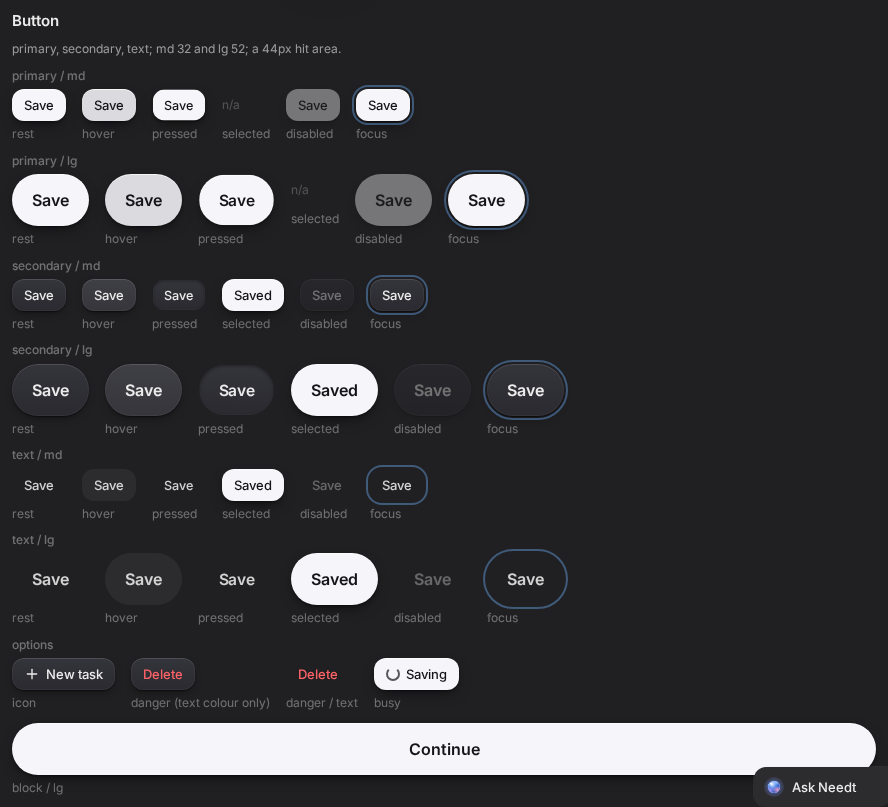 Button
primary, secondary, text; md 32 and lg 52; a 44px hit area.
primary / md
Save Save Save n/a Save Save
rest hover pressed selected disabled focus
primary / lg
Save Save Save n/a Save Save
selected
rest hover pressed disabled focus
secondary / md
Save Save Save Saved Save Save
rest hover pressed selected disabled focus
secondary / lg
Save Save Save Saved Save Save
rest hover pressed selected disabled focus
text / md
Save Save Save Saved Save Save
rest hover pressed selected disabled focus
text / lg
Save Save Save Saved Save Save
rest hover pressed selected disabled focus
options
New task Delete Delete Saving
icon danger (text colour only) danger / text busy
Continue
block / lg Ask Needt